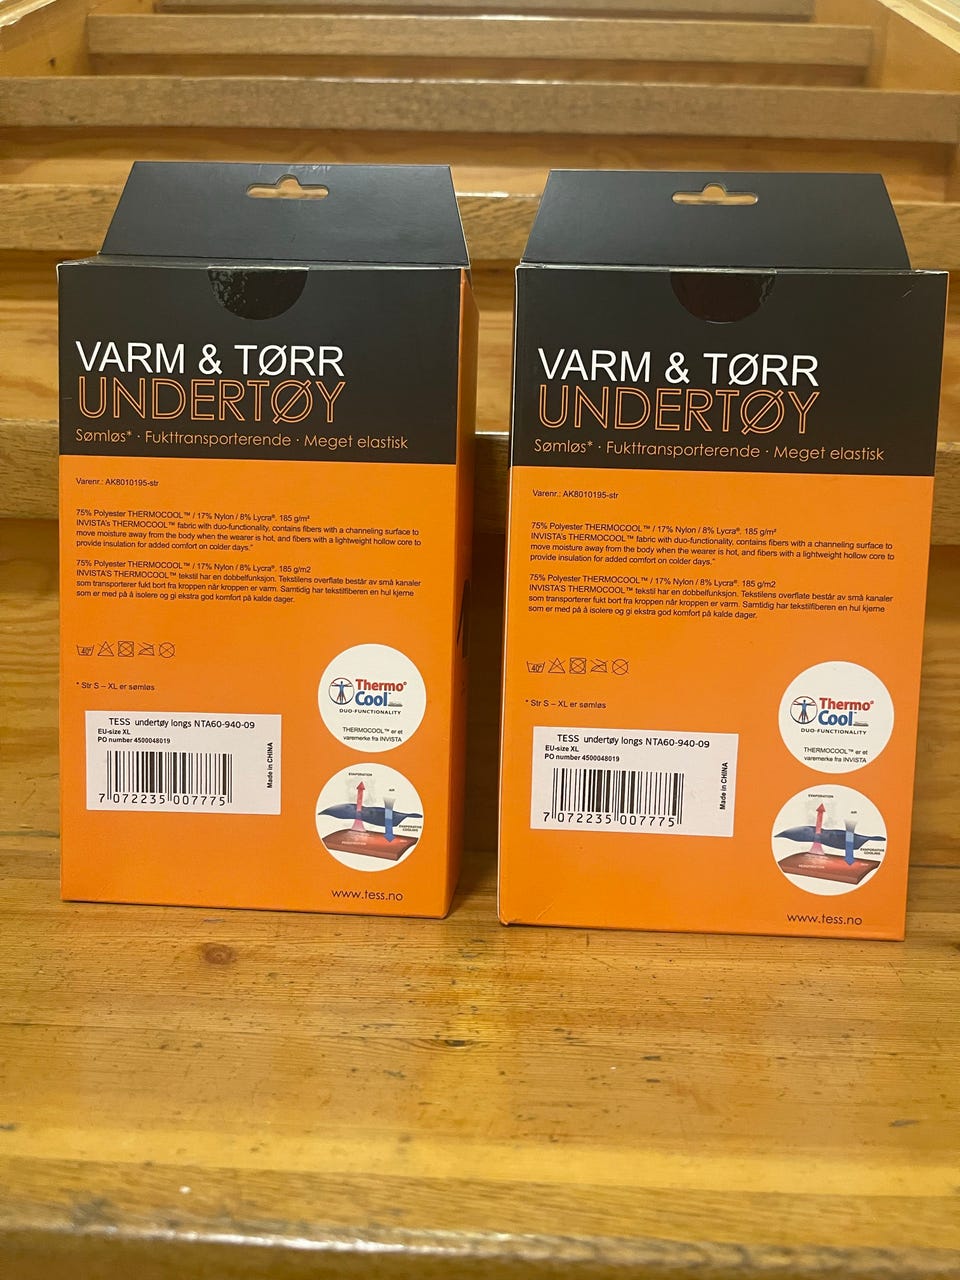 VARM & TØRR
UNDERTØY
Sømløs* · Fukttransporterende · Meget elastisk
Varenr.: AK8010195-str
75% Polyester THERMOCOOL™ / 17% Nylon / 8% Lycra®. 185 g/m²
INVISTA's THERMOCOOL™ fabric with duo-functionality, contains fibers with a channeling surface to
move moisture away from the body when the wearer is hot, and fibers with a lightweight hollow core to
provide insulation for added comfort on colder days."
75% Polyester THERMOCOOL™ / 17% Nylon / 8% Lycra®. 185 g/m2
INVISTA'S THERMOCOOL™ tekstil har en dobbelfunksjon. Tekstilens overflate består av små kanaler
som transporterer fukt bort fra kroppen når kroppen er varm. Samtidig har tekstilfiberen en hul kjerne
som er med på å isolere og gi ekstra god komfort på kalde dager.
40°
* Str S – XL er sømløs
TESS undertøy longs NTA60-940-09
EU-size XL
PO number 4500048019
Made in CHINA
7 072235 007775
Thermo®
Cool™
DUO-FUNCTIONALITY
THERMOCOOL™ er et
varemerke fra INVISTA
EVAPORATION
AIR
EVAPORATIVE
COOLING
www.tess.no
VARM & TØRR
UNDERTØY
Sømløs* · Fukttransporterende · Meget elastisk
Varenr.: AK8010195-str
75% Polyester THERMOCOOL™ / 17% Nylon / 8% Lycra®. 185 g/m²
INVISTA's THERMOCOOL™ fabric with duo-functionality, contains fibers with a channeling surface to
move moisture away from the body when the wearer is hot, and fibers with a lightweight hollow core to
provide insulation for added comfort on colder days."
75% Polyester THERMOCOOL™ / 17% Nylon / 8% Lycra®. 185 g/m2
INVISTA'S THERMOCOOL™ tekstil har en dobbelfunksjon. Tekstilens overflate består av små kanaler
som transporterer fukt bort fra kroppen når kroppen er varm. Samtidig har tekstilfiberen en hul kjerne
som er med på å isolere og gi ekstra god komfort på kalde dager.
40°
* Str S – XL er sømløs
TESS undertøy longs NTA60-940-09
EU-size XL
PO number 4500048019
Made in CHINA
7 072235 007775
Thermo®
Cool™
DUO-FUNCTIONALITY
THERMOCOOL™ er et
varemerke fra INVISTA
EVAPORATION
AIR
EVAPORATIVE
COOLING
PERSPIRATION
www.tess.no